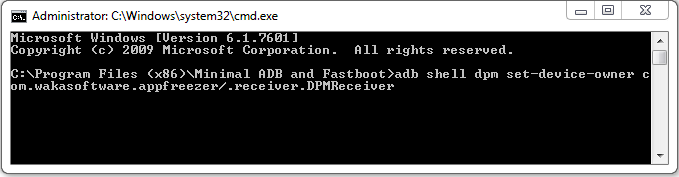 Administrator: C:\Windows\system32\cmd.exe
Microsoft Windows [Version 6.1.7601]
Copyright (c) 2009 Microsoft Corporation.  All rights reserved.
C:\Program Files (x86)\Minimal ADB and Fastboot>adb shell dpm set-device-owner c
om.wakasoftware.appfreezer/.receiver.DPMReceiver